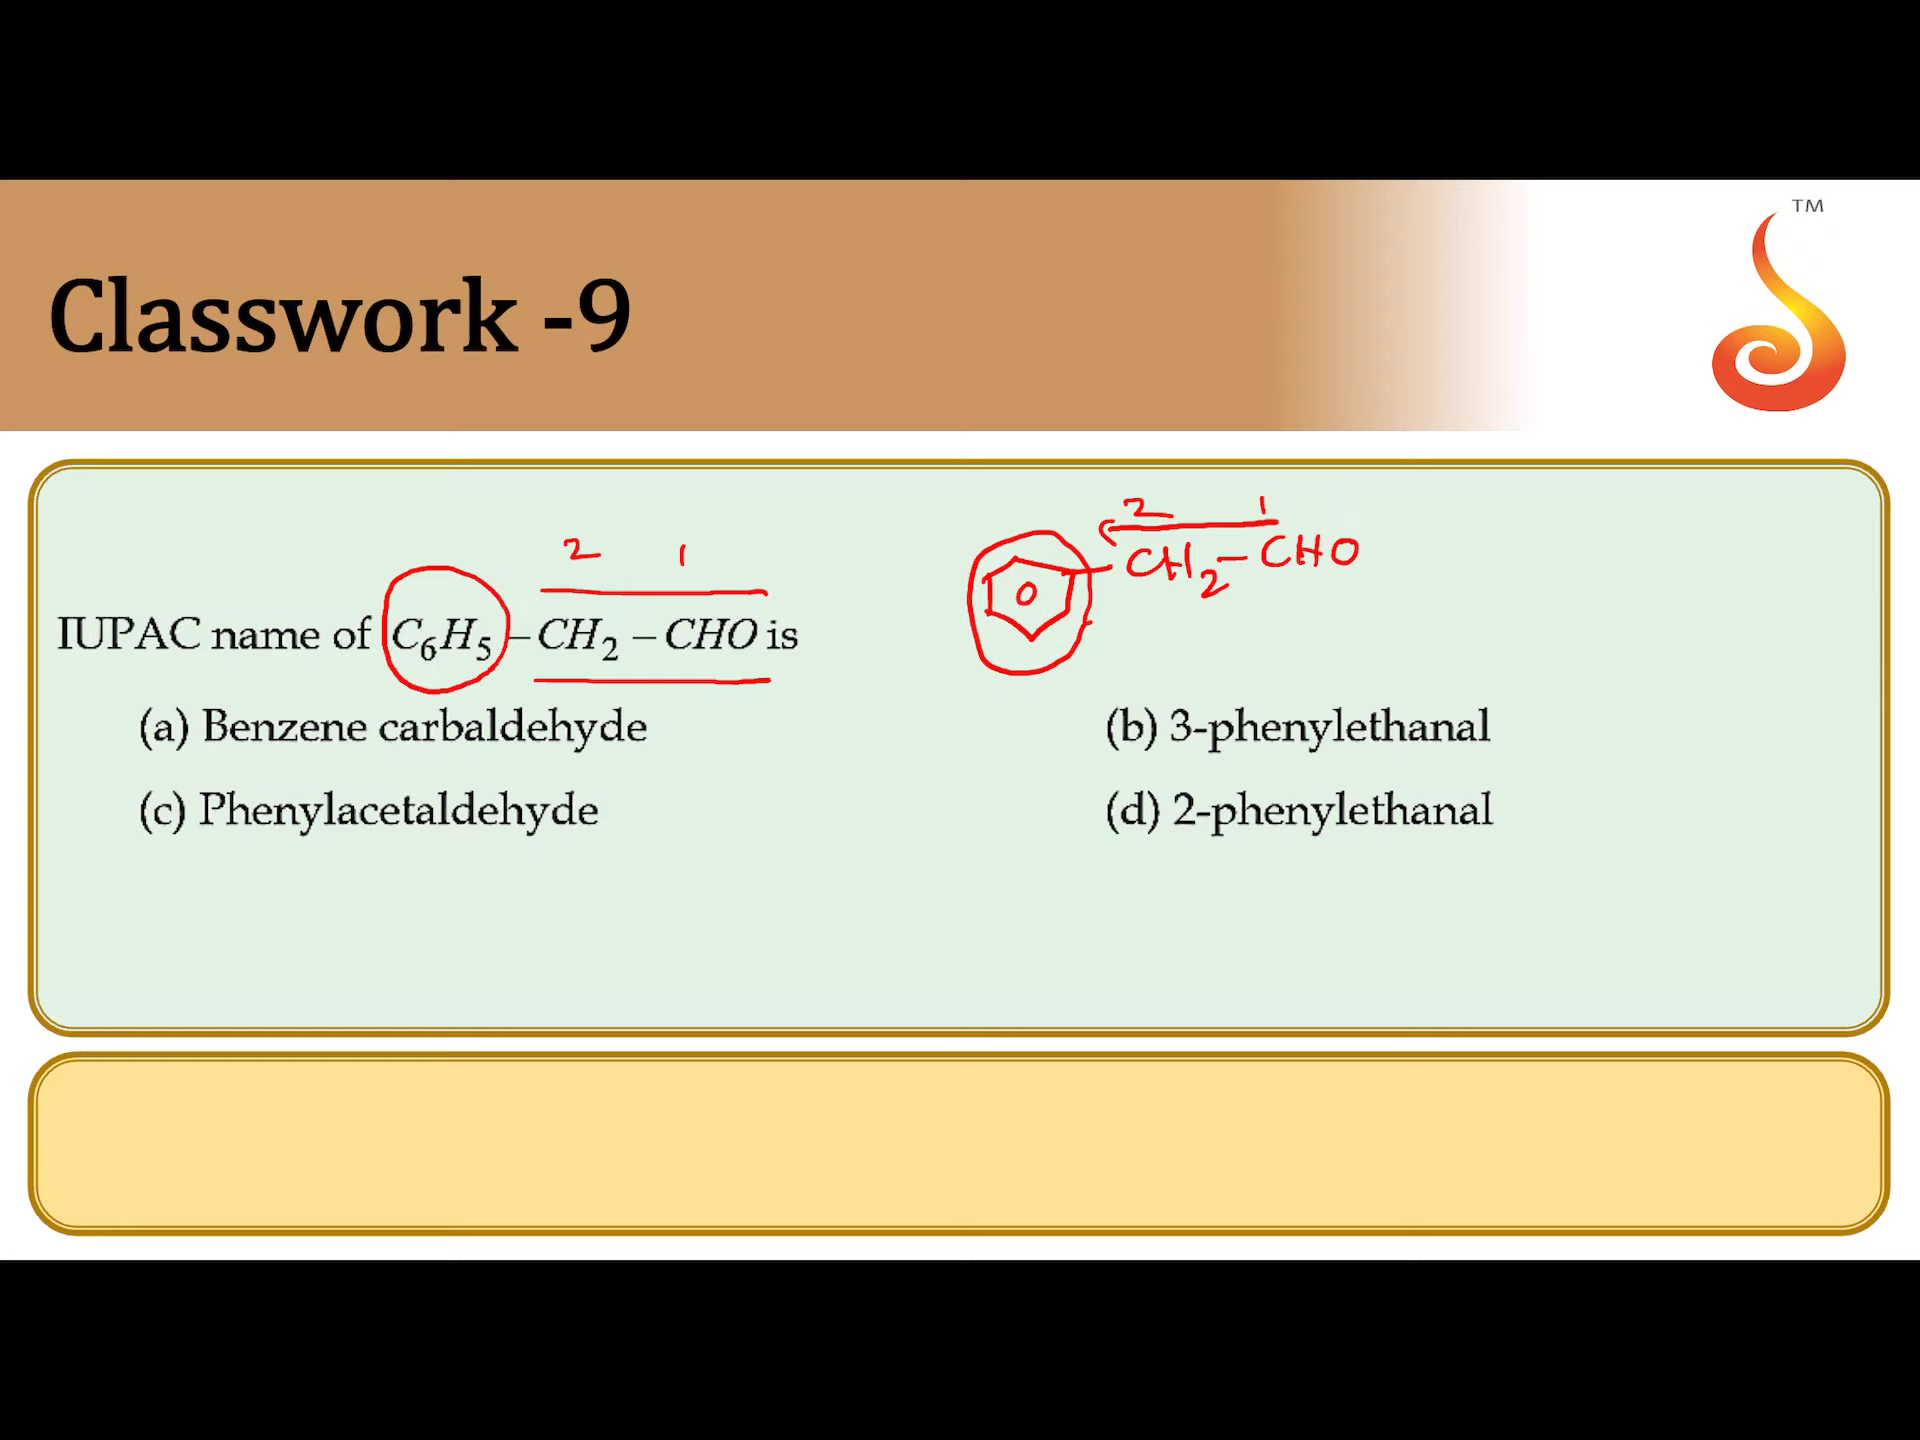 TM
Classwork -9
2 1
CH2-CHO
2 1
IUPAC name of C6H5 – CH2 – CHO is
(a) Benzene carbaldehyde (b) 3-phenylethanal
(c) Phenylacetaldehyde (d) 2-phenylethanal